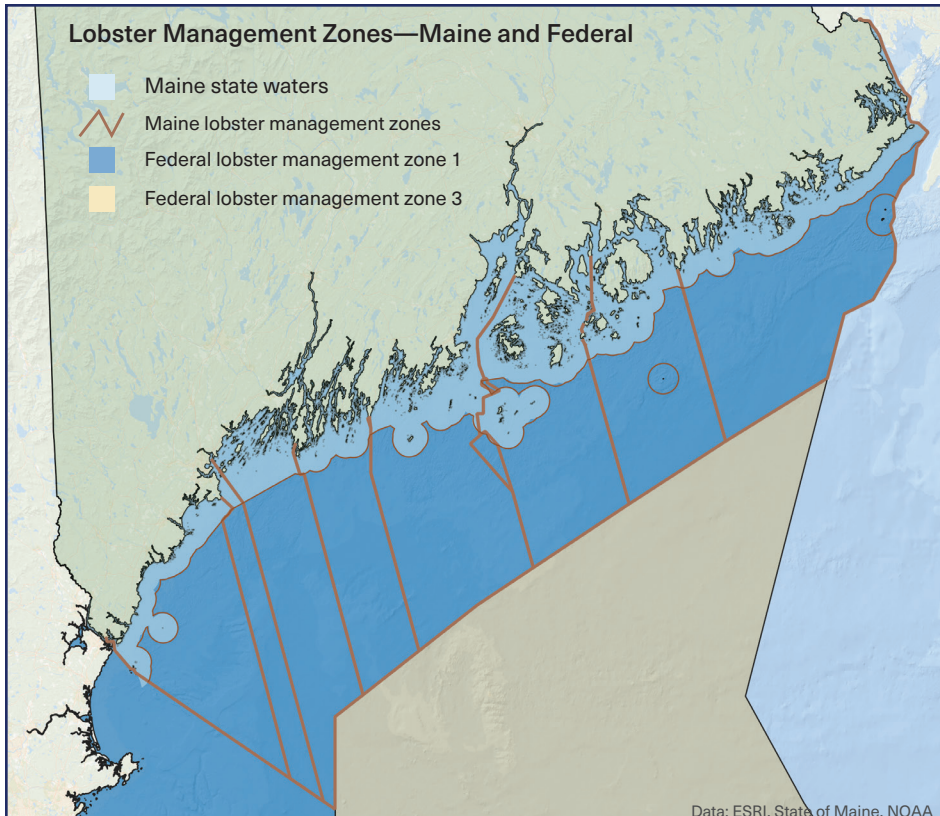 Lobster Management Zones—Maine and Federal
Maine state waters
Maine lobster management zones
Federal lobster management zone 1
Federal lobster management zone 3
Data: ESRI, State of Maine, NOAA